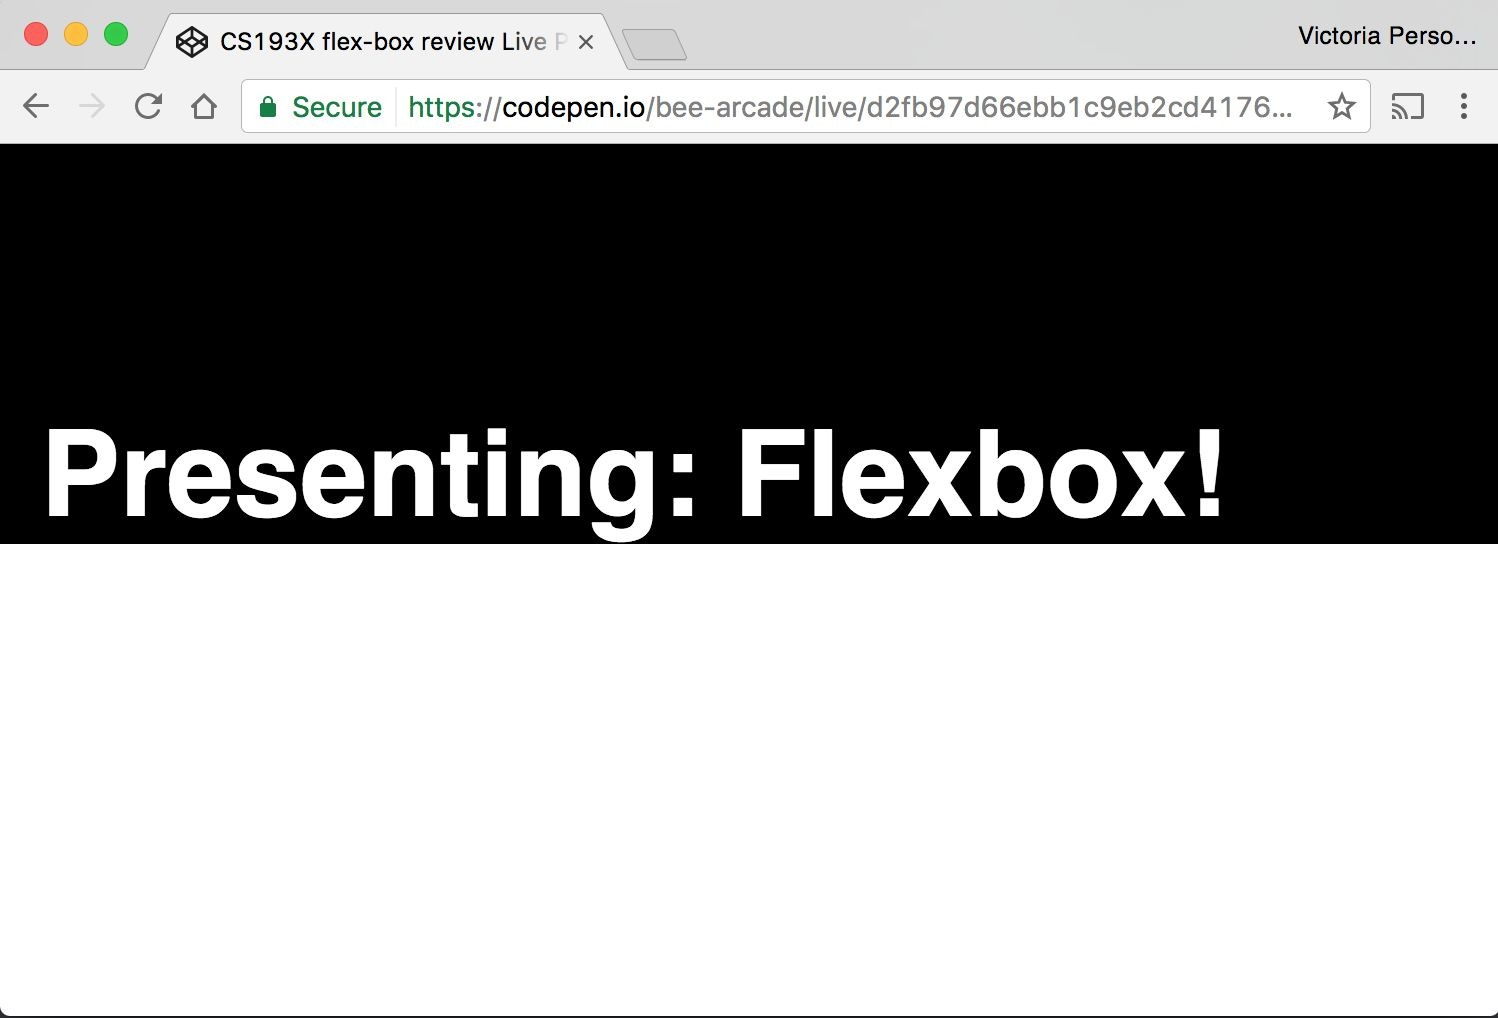 CS193X flex-box review Live P
Victoria Perso...
Secure https://codepen.io/bee-arcade/live/d2fb97d66ebb1c9eb2cd4176...
Presenting: Flexbox!